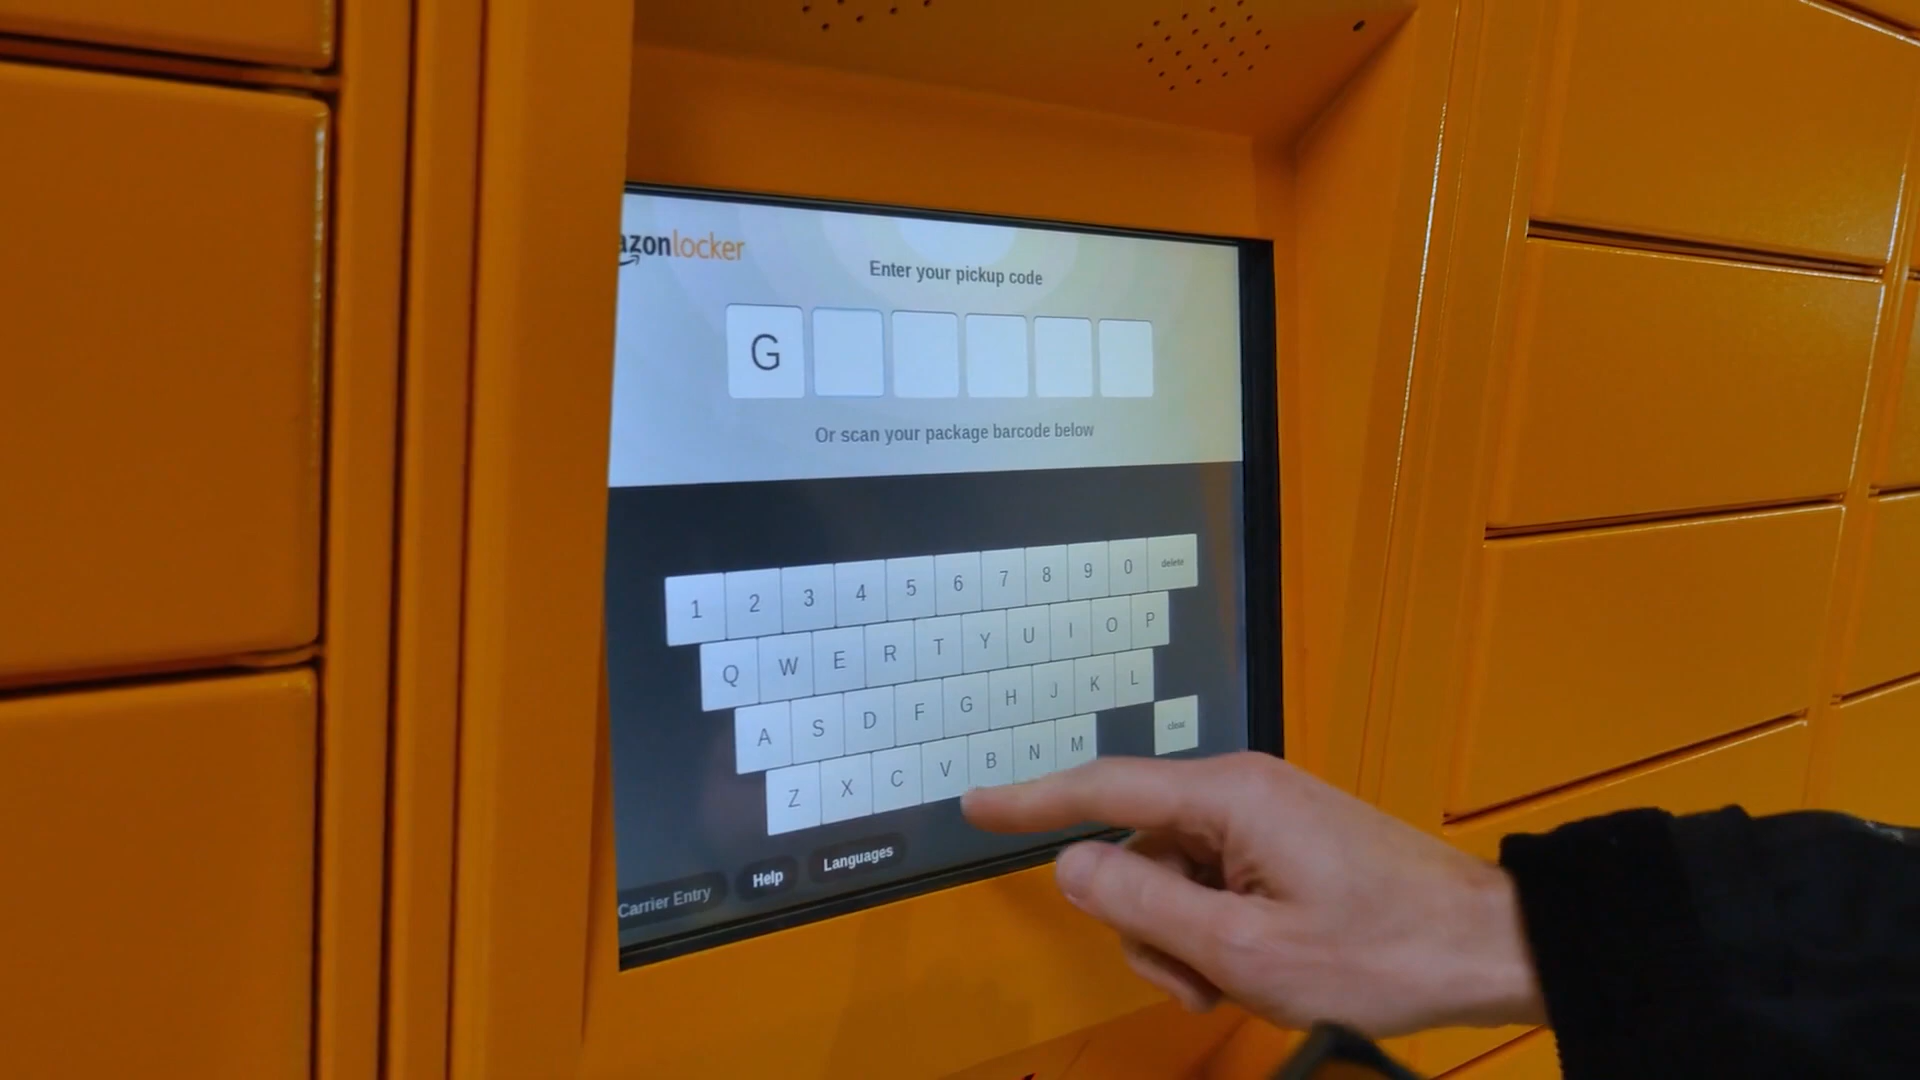 azonlocker
Enter your pickup code
G
Or scan your package barcode below
1 2 3 4 5 6 7 8 9 0 delete
Q W E R T Y U I O P
A S D F G H J K L
clear
Z X C V B N M
Carrier Entry Help Languages